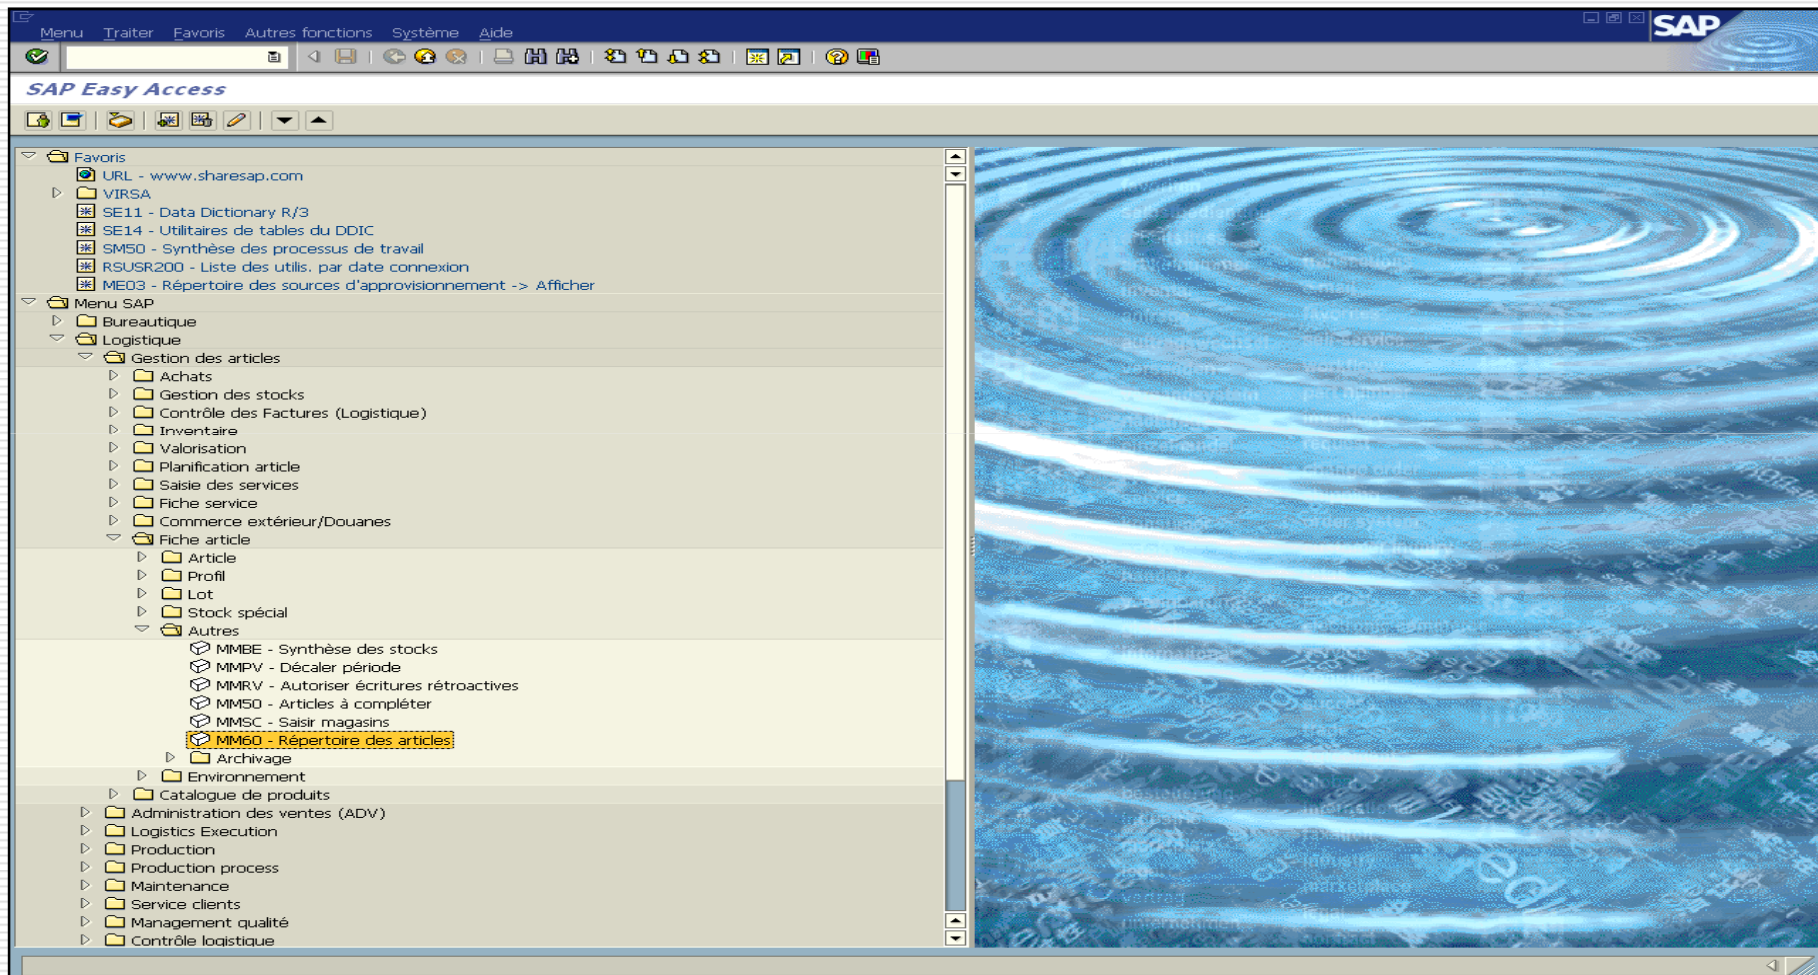 Menu Traiter Favoris Autres fonctions Système Aide
SAP
SAP Easy Access
Favoris
URL - www.sharesap.com
VIRSA
SE11 - Data Dictionary R/3
SE14 - Utilitaires de tables du DDIC
SM50 - Synthèse des processus de travail
RSUSR200 - Liste des utilis. par date connexion
ME03 - Répertoire des sources d'approvisionnement -> Afficher
Menu SAP
Bureautique
Logistique
Gestion des articles
Achats
Gestion des stocks
Contrôle des Factures (Logistique)
Inventaire
Valorisation
Planification article
Saisie des services
Fiche service
Commerce extérieur/Douanes
Fiche article
Article
Profil
Lot
Stock spécial
Autres
MMBE - Synthèse des stocks
MMPV - Décaler période
MMRV - Autoriser écritures rétroactives
MM50 - Articles à compléter
MMSC - Saisir magasins
MM60 - Répertoire des articles
Archivage
Environnement
Catalogue de produits
Administration des ventes (ADV)
Logistics Execution
Production
Production process
Maintenance
Service clients
Management qualité
Contrôle logistique